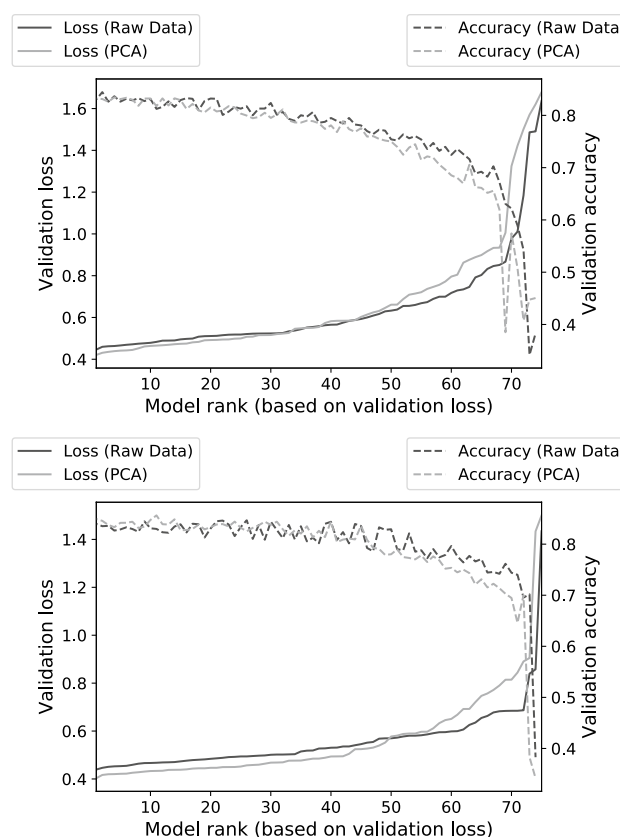 Loss (Raw Data)
Loss (PCA)
Accuracy (Raw Data
Accuracy (PCA)
1.6
1.4
1.2
1.0
0.8
0.6
0.4
Validation loss
0.8
0.7
0.6
0.5
0.4
Validation accuracy
10 20 30 40 50 60 70
Model rank (based on validation loss)
Loss (Raw Data)
Loss (PCA)
Accuracy (Raw Data
Accuracy (PCA)
1.4
1.2
1.0
0.8
0.6
0.4
Validation loss
0.8
0.7
0.6
0.5
0.4
Validation accuracy
10 20 30 40 50 60 70
Model rank (based on validation loss)